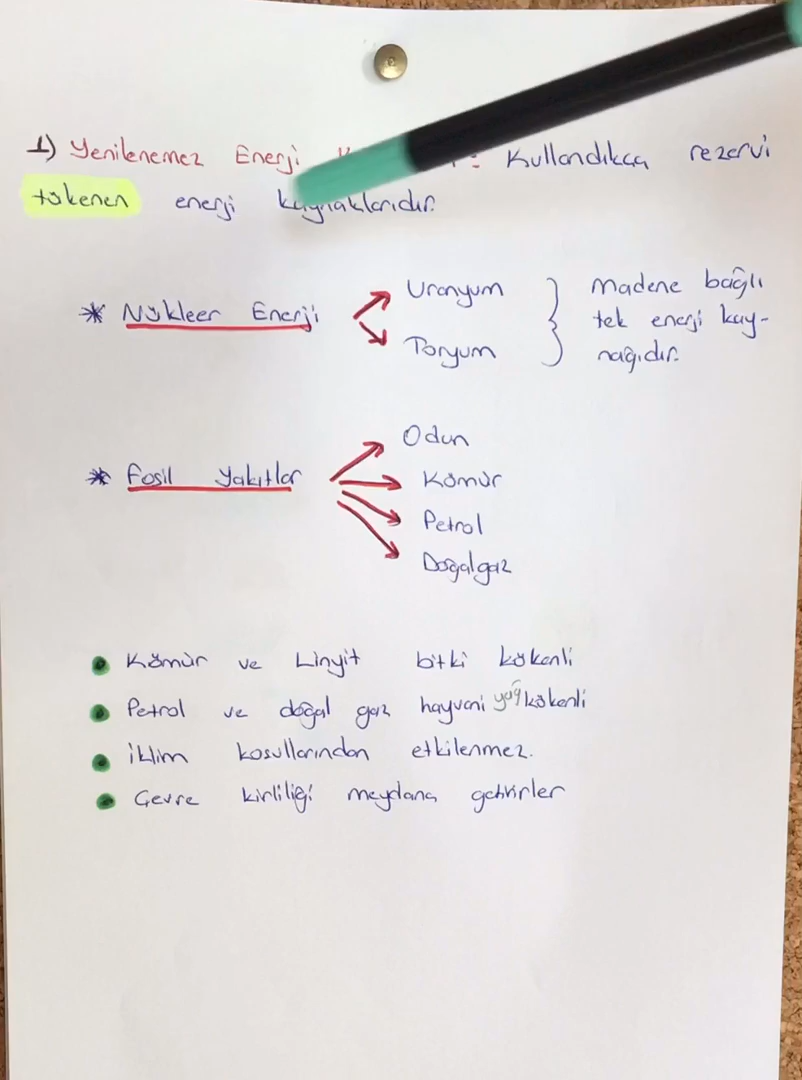 1) Yenilenemez Enerji : Kullandıkça rezervi
tükenen enerji kaynaklarıdır.
* Nükleer Enerji
Uranyum
Toryum
Madene bağlı
tek enerji kay-
nağıdır.
* Fosil Yakıtlar
Odun
Kömür
Petrol
Doğalgaz
Kömür ve Linyit bitki kökenli
Petrol ve doğal gaz hayvani yağ kökenli
İklim kosullarından etkilenmez.
Çevre kirliliği meydana getirirler